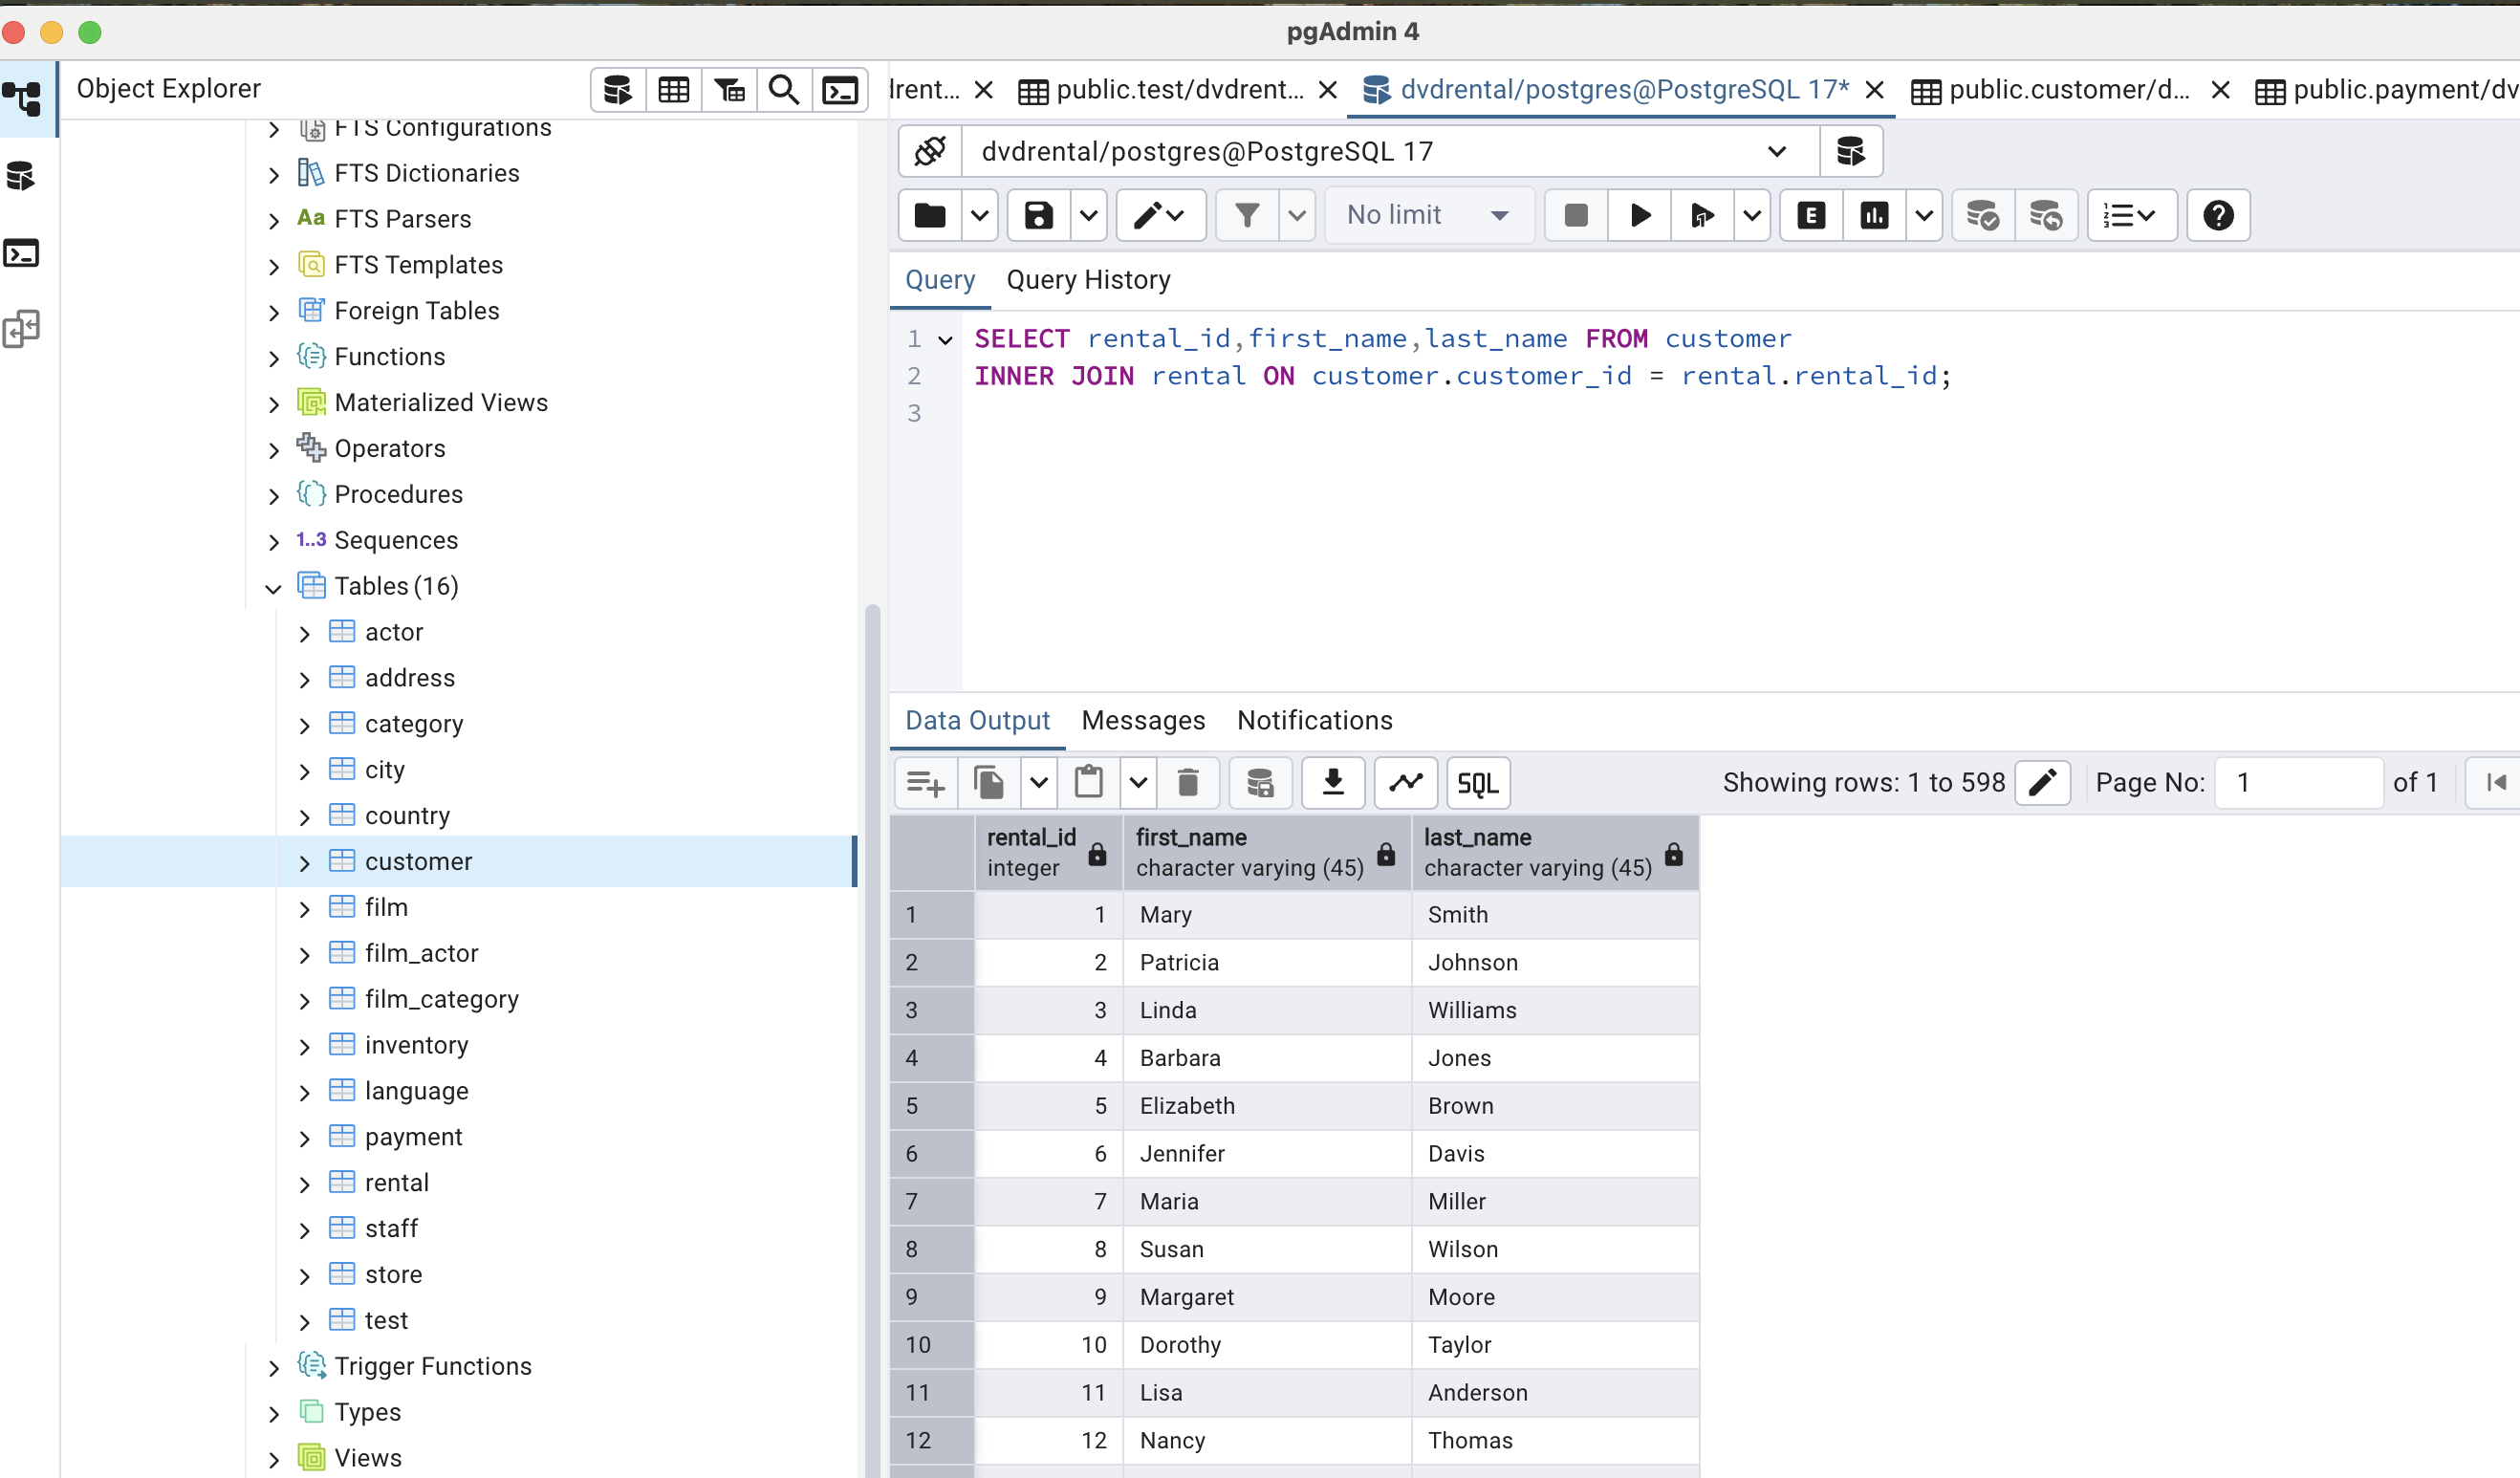 pgAdmin 4
Object Explorer
FTS Configurations
FTS Dictionaries
Aa FTS Parsers
FTS Templates
Foreign Tables
Functions
Materialized Views
Operators
Procedures
1..3 Sequences
Tables (16)
actor
address
category
city
country
customer
film
film_actor
film_category
inventory
language
payment
rental
staff
store
test
Trigger Functions
Types
Views
drent... public.test/dvdrent... dvdrental/postgres@PostgreSQL 17* public.customer/d... public.payment/dv
dvdrental/postgres@PostgreSQL 17
No limit E
Query Query History
1 SELECT rental_id,first_name,last_name FROM customer
2 INNER JOIN rental ON customer.customer_id = rental.rental_id;
3
Data Output Messages Notifications
SQL Showing rows: 1 to 598 Page No: 1 of 1
rental_id first_name last_name
integer character varying (45) character varying (45)
1 1 Mary Smith
2 2 Patricia Johnson
3 3 Linda Williams
4 4 Barbara Jones
5 5 Elizabeth Brown
6 6 Jennifer Davis
7 7 Maria Miller
8 8 Susan Wilson
9 9 Margaret Moore
10 10 Dorothy Taylor
11 11 Lisa Anderson
12 12 Nancy Thomas